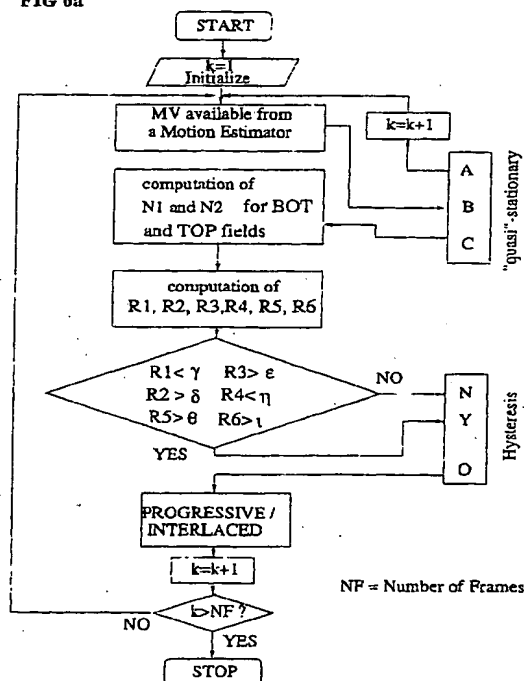 FIG 6a
START
k=1
Initialize
MV available from
a Motion Estimator
k=k+1
A
B
C
"quasi"-stationary
computation of
N1 and N2 for BOT
and TOP fields
computation of
R1, R2, R3, R4, R5, R6
R1< γ R3> ε
R2 > δ R4< η
R5> θ R6> ι
NO
YES
N
Y
O
Hysteresis
PROGRESSIVE /
INTERLACED
k=k+1
NF = Number of Frames
k>NF ?
NO
YES
STOP